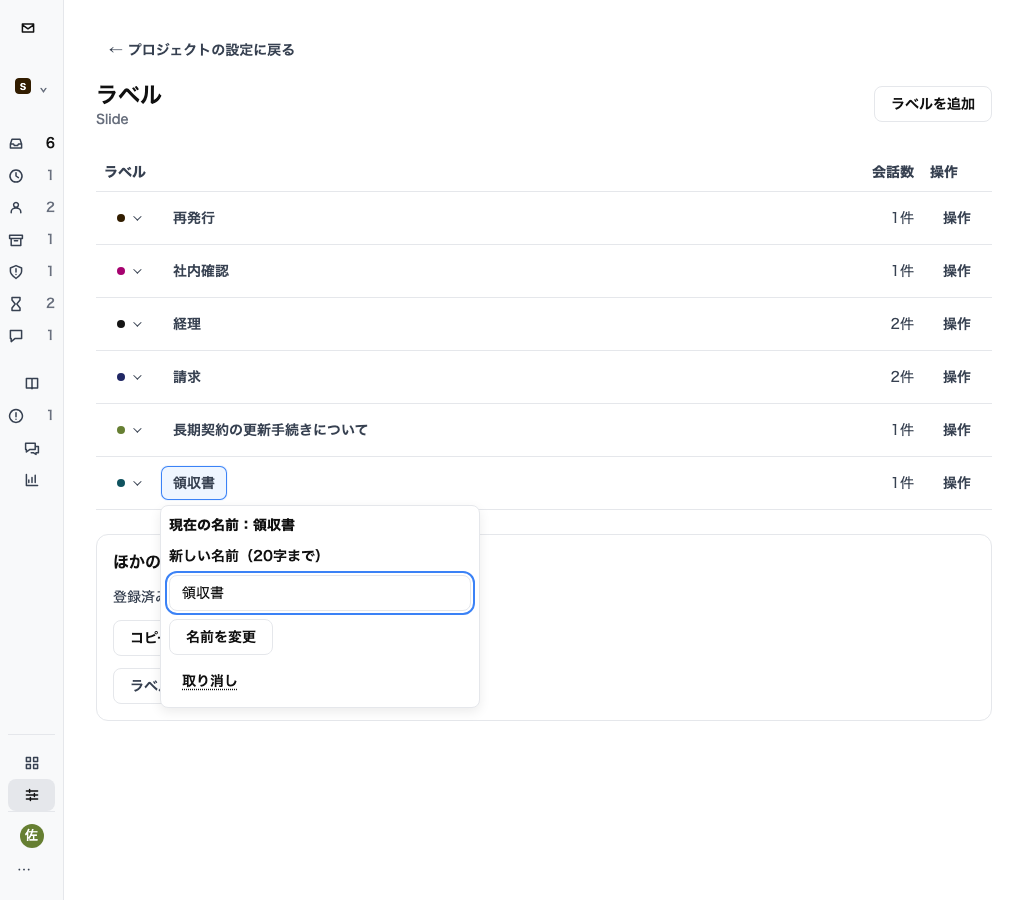 ← プロジェクトの設定に戻る
S
ラベル
Slide
ラベルを追加
6
1
2
1
1
2
1
1
ラベル 会話数 操作
再発行 1件 操作
社内確認 1件 操作
経理 2件 操作
請求 2件 操作
長期契約の更新手続きについて 1件 操作
領収書 1件 操作
現在の名前：領収書
新しい名前（20字まで）
領収書
名前を変更
取り消し
ほかの
登録済
コピ
ラベ
佐
...